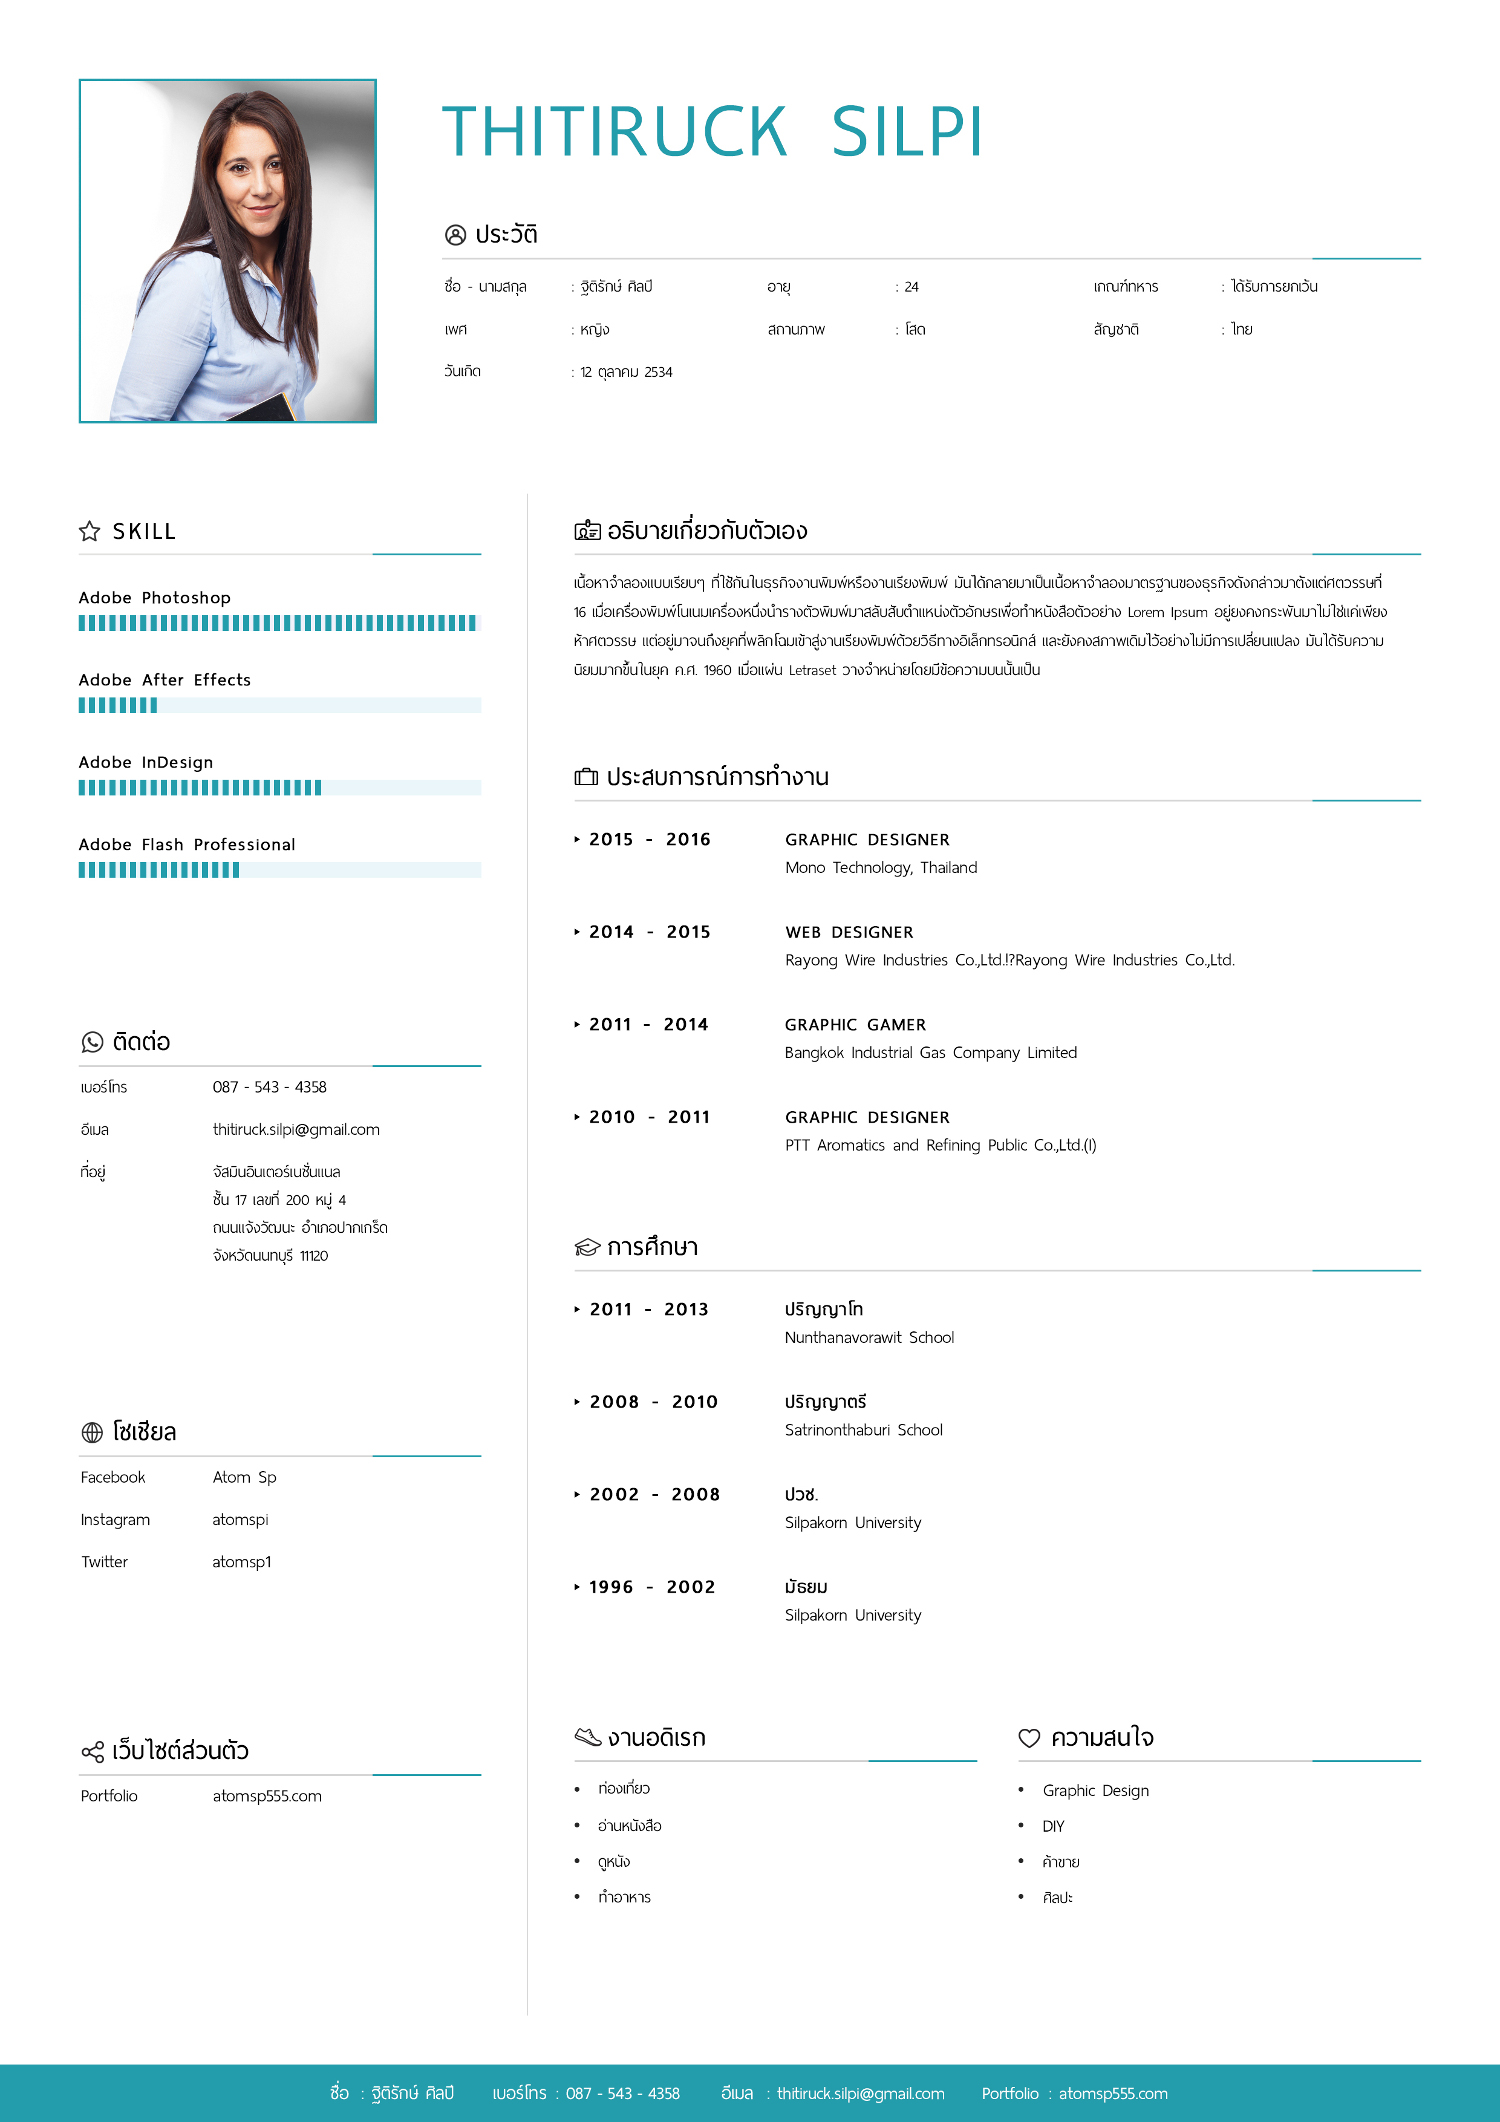 THITIRUCK SILPI
ประวัติ
ชื่อ - นามสกุล : ฐิติรักษ์ ศิลปี อายุ : 24 เกณฑ์ทหาร : ได้รับการยกเว้น
เพศ : หญิง สถานภาพ : โสด สัญชาติ : ไทย
วันเกิด : 12 ตุลาคม 2534
SKILL
Adobe Photoshop
Adobe After Effects
Adobe InDesign
Adobe Flash Professional
ติดต่อ
เบอร์โทร 087 - 543 - 4358
อีเมล thitiruck.silpi@gmail.com
ที่อยู่ จัสมินอินเตอร์เนชั่นแนล
ชั้น 17 เลขที่ 200 หมู่ 4
ถนนแจ้งวัฒนะ อำเภอปากเกร็ด
จังหวัดนนทบุรี 11120
โซเชียล
Facebook Atom Sp
Instagram atomspi
Twitter atomsp1
เว็บไซต์ส่วนตัว
Portfolio atomsp555.com
อธิบายเกี่ยวกับตัวเอง
เนื้อหาจำลองแบบเรียบๆ ที่ใช้กันในธุรกิจงานพิมพ์หรืองานเรียงพิมพ์ มันได้กลายมาเป็นเนื้อหาจำลองมาตรฐานของธุรกิจดังกล่าวมาตั้งแต่ศตวรรษที่
16 เมื่อเครื่องพิมพ์โนเนมเครื่องหนึ่งนำรางตัวพิมพ์มาสลับสับตำแหน่งตัวอักษรเพื่อทำหนังสือตัวอย่าง Lorem Ipsum อยู่ยงคงกระพันมาไม่ใช่แค่เพียง
ห้าศตวรรษ แต่อยู่มาจนถึงยุคที่พลิกโฉมเข้าสู่งานเรียงพิมพ์ด้วยวิธีทางอิเล็กทรอนิกส์ และยังคงสภาพเดิมไว้อย่างไม่มีการเปลี่ยนแปลง มันได้รับความ
นิยมมากขึ้นในยุค ค.ศ. 1960 เมื่อแผ่น Letraset วางจำหน่ายโดยมีข้อความบนนั้นเป็น
ประสบการณ์การทำงาน
2015 - 2016 GRAPHIC DESIGNER
Mono Technology, Thailand
2014 - 2015 WEB DESIGNER
Rayong Wire Industries Co.,Ltd.!?Rayong Wire Industries Co.,Ltd.
2011 - 2014 GRAPHIC GAMER
Bangkok Industrial Gas Company Limited
2010 - 2011 GRAPHIC DESIGNER
PTT Aromatics and Refining Public Co.,Ltd.(I)
การศึกษา
2011 - 2013 ปริญญาโท
Nunthanavorawit School
2008 - 2010 ปริญญาตรี
Satrinonthaburi School
2002 - 2008 ปวช.
Silpakorn University
1996 - 2002 มัธยม
Silpakorn University
งานอดิเรก
• ท่องเที่ยว
• อ่านหนังสือ
• ดูหนัง
• ทำอาหาร
ความสนใจ
• Graphic Design
• DIY
• ค้าขาย
• ศิลปะ
ชื่อ : ฐิติรักษ์ ศิลปี เบอร์โทร : 087 - 543 - 4358 อีเมล : thitiruck.silpi@gmail.com Portfolio : atomsp555.com